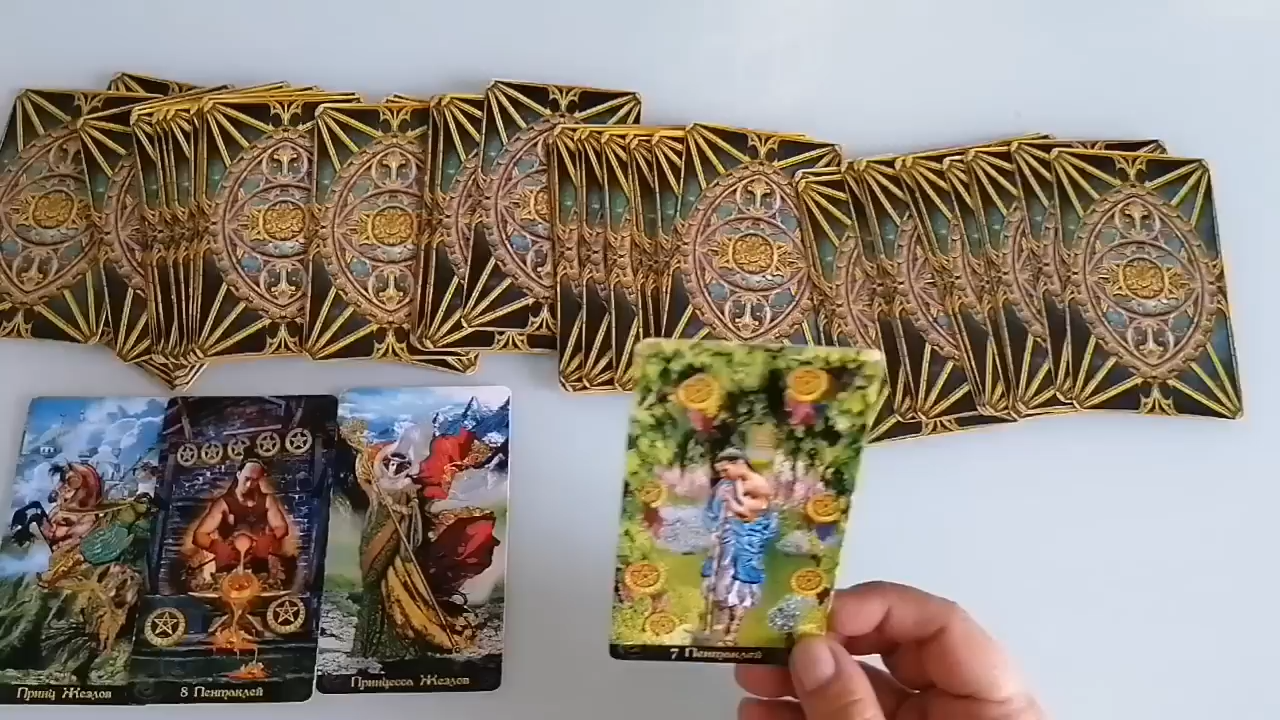 Принц Жезлов
8 Пентаклей
Принцесса Жезлов
7 Пентаклей